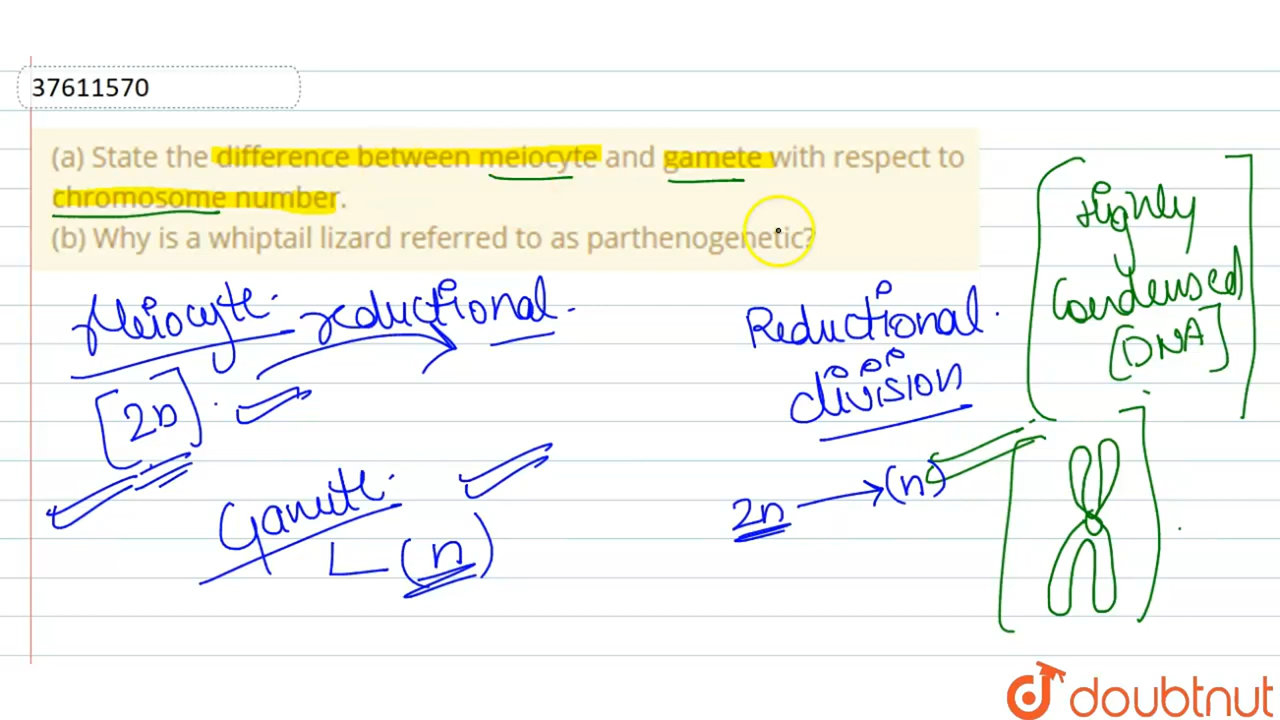 37611570
(a) State the difference between meiocyte and gamete with respect to
chromosome number.
(b) Why is a whiptail lizard referred to as parthenogenetic?
Meiocyte. reductional.
[2n].
Gamete.
(n)
Reductional.
division
2n → (n)
Highly
Condensed
[DNA]
doubtnut